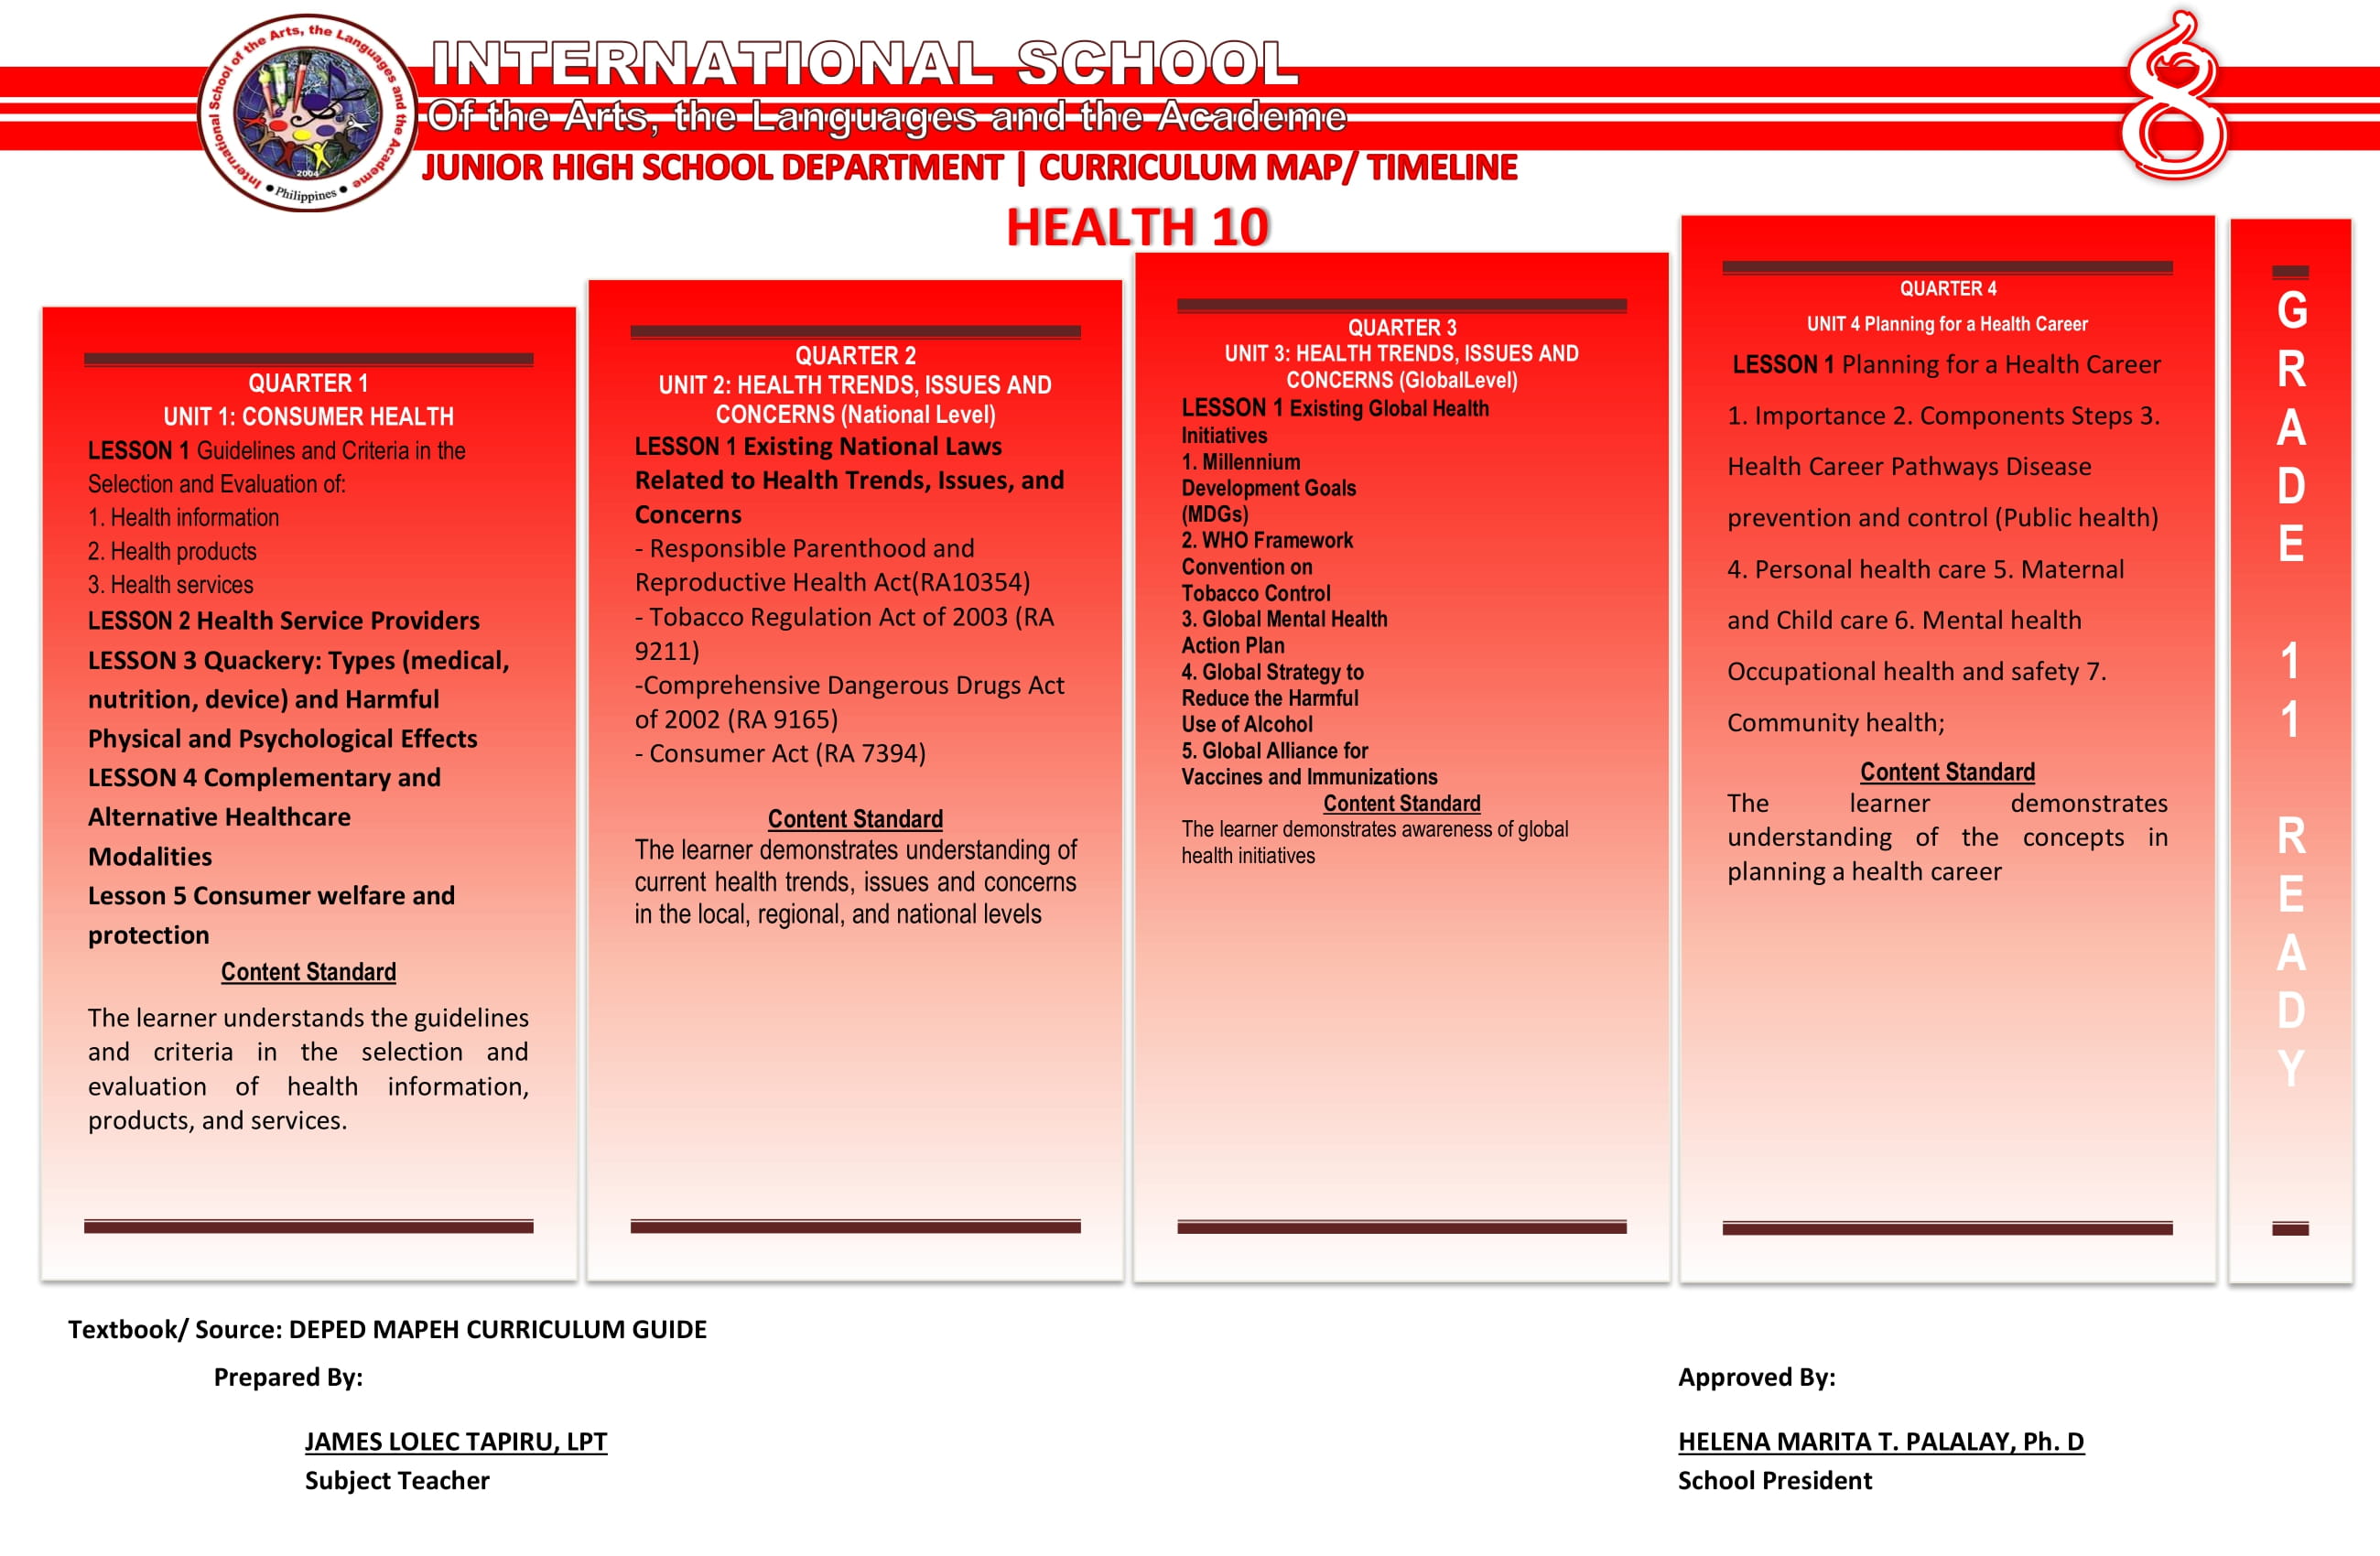 International School of the Arts, the Languages and the Academe
2004
Philippines
INTERNATIONAL SCHOOL
Of the Arts, the Languages and the Academe
JUNIOR HIGH SCHOOL DEPARTMENT | CURRICULUM MAP/ TIMELINE
8
HEALTH 10
QUARTER 1
UNIT 1: CONSUMER HEALTH
LESSON 1 Guidelines and Criteria in the
Selection and Evaluation of:
1. Health information
2. Health products
3. Health services
LESSON 2 Health Service Providers
LESSON 3 Quackery: Types (medical,
nutrition, device) and Harmful
Physical and Psychological Effects
LESSON 4 Complementary and
Alternative Healthcare
Modalities
Lesson 5 Consumer welfare and
protection
Content Standard
The learner understands the guidelines
and criteria in the selection and
evaluation of health information,
products, and services.
QUARTER 2
UNIT 2: HEALTH TRENDS, ISSUES AND
CONCERNS (National Level)
LESSON 1 Existing National Laws
Related to Health Trends, Issues, and
Concerns
- Responsible Parenthood and
Reproductive Health Act(RA10354)
- Tobacco Regulation Act of 2003 (RA
9211)
-Comprehensive Dangerous Drugs Act
of 2002 (RA 9165)
- Consumer Act (RA 7394)
Content Standard
The learner demonstrates understanding of
current health trends, issues and concerns
in the local, regional, and national levels
QUARTER 3
UNIT 3: HEALTH TRENDS, ISSUES AND
CONCERNS (GlobalLevel)
LESSON 1 Existing Global Health
Initiatives
1. Millennium
Development Goals
(MDGs)
2. WHO Framework
Convention on
Tobacco Control
3. Global Mental Health
Action Plan
4. Global Strategy to
Reduce the Harmful
Use of Alcohol
5. Global Alliance for
Vaccines and Immunizations
Content Standard
The learner demonstrates awareness of global
health initiatives
QUARTER 4
UNIT 4 Planning for a Health Career
LESSON 1 Planning for a Health Career
1. Importance 2. Components Steps 3.
Health Career Pathways Disease
prevention and control (Public health)
4. Personal health care 5. Maternal
and Child care 6. Mental health
Occupational health and safety 7.
Community health;
Content Standard
The learner demonstrates
understanding of the concepts in
planning a health career
GRADE 11 READY
Textbook/ Source: DEPED MAPEH CURRICULUM GUIDE
Prepared By:
JAMES LOLEC TAPIRU, LPT
Subject Teacher
Approved By:
HELENA MARITA T. PALALAY, Ph. D
School President